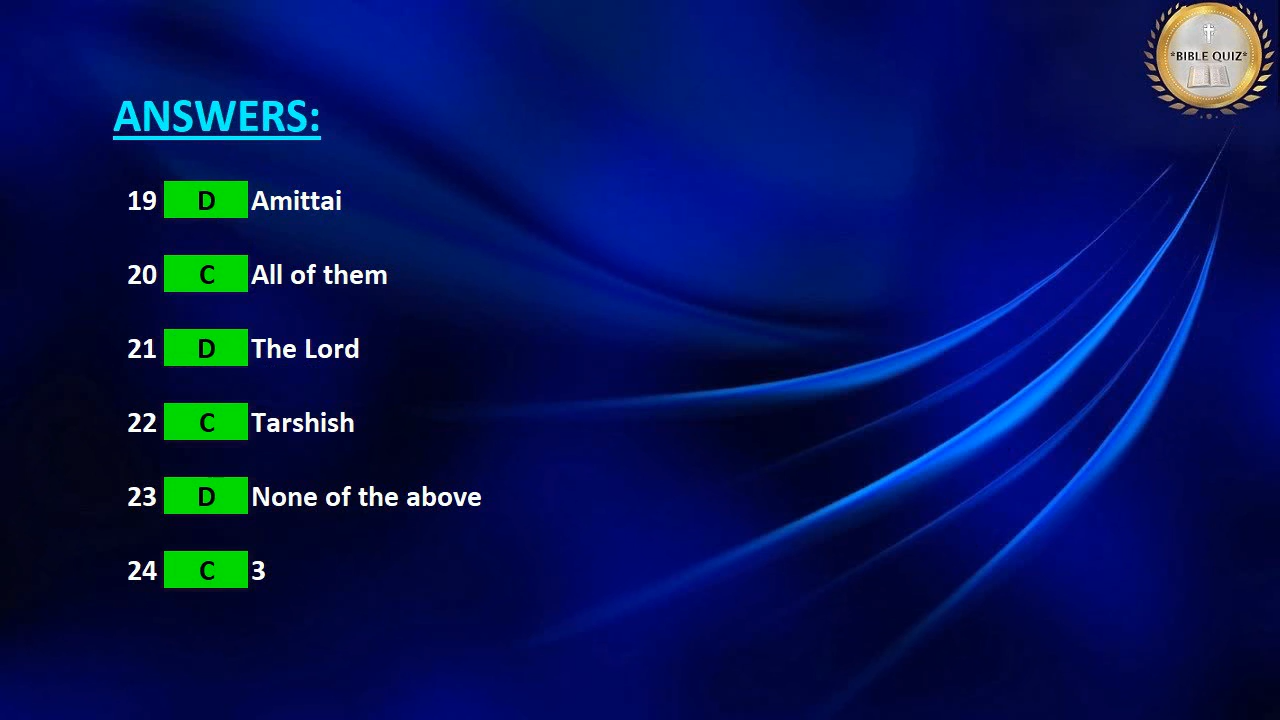 *BIBLE QUIZ*
ANSWERS:
19 D Amittai
20 C All of them
21 D The Lord
22 C Tarshish
23 D None of the above
24 C 3